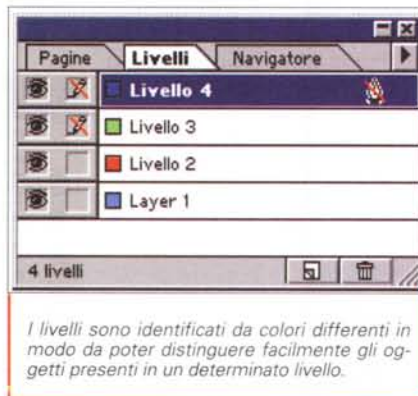 Pagine Livelli Navigatore
Livello 4
Livello 3
Livello 2
Layer 1
4 livelli
I livelli sono identificati da colori differenti in
modo da poter distinguere facilmente gli og-
getti presenti in un determinato livello.